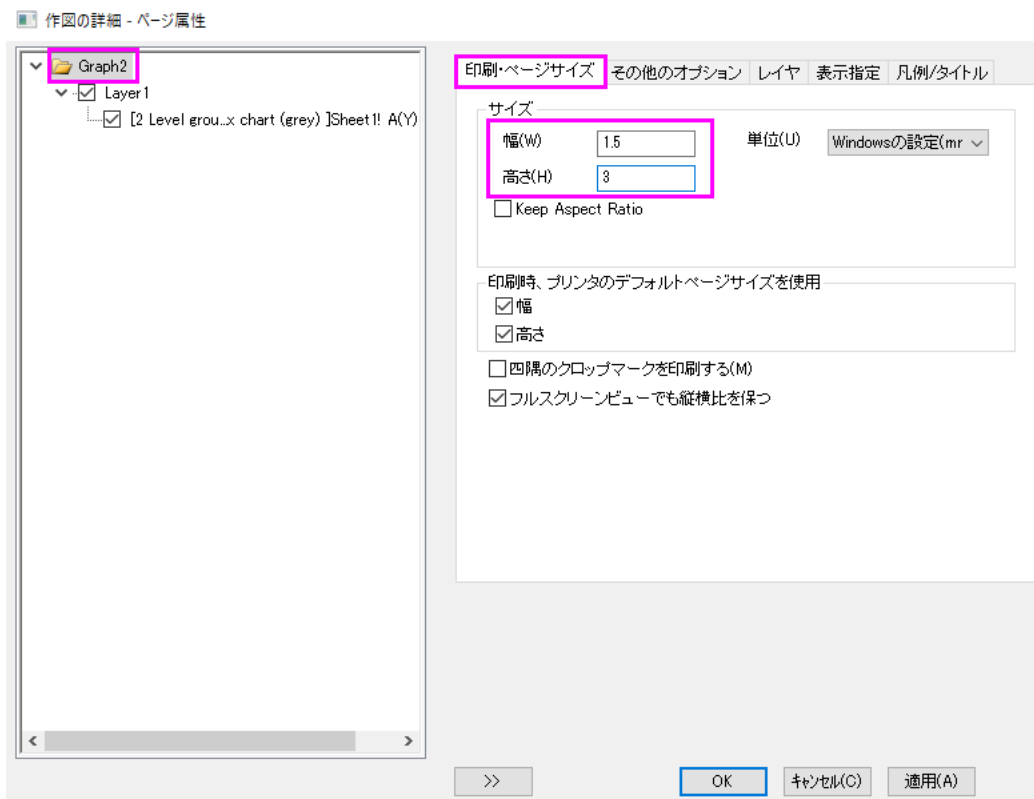 作図の詳細 - ページ属性
Graph2
Layer1
[2 Level grou..x chart (grey) ]Sheet1! A(Y)
印刷・ページサイズ その他のオプション レイヤ 表示指定 凡例/タイトル
サイズ
幅(W) 1.5 単位(U) Windowsの設定(mr
高さ(H) 3
Keep Aspect Ratio
印刷時、プリンタのデフォルトページサイズを使用
幅
高さ
四隅のクロップマークを印刷する(M)
フルスクリーンビューでも縦横比を保つ
>> OK キャンセル(C) 適用(A)